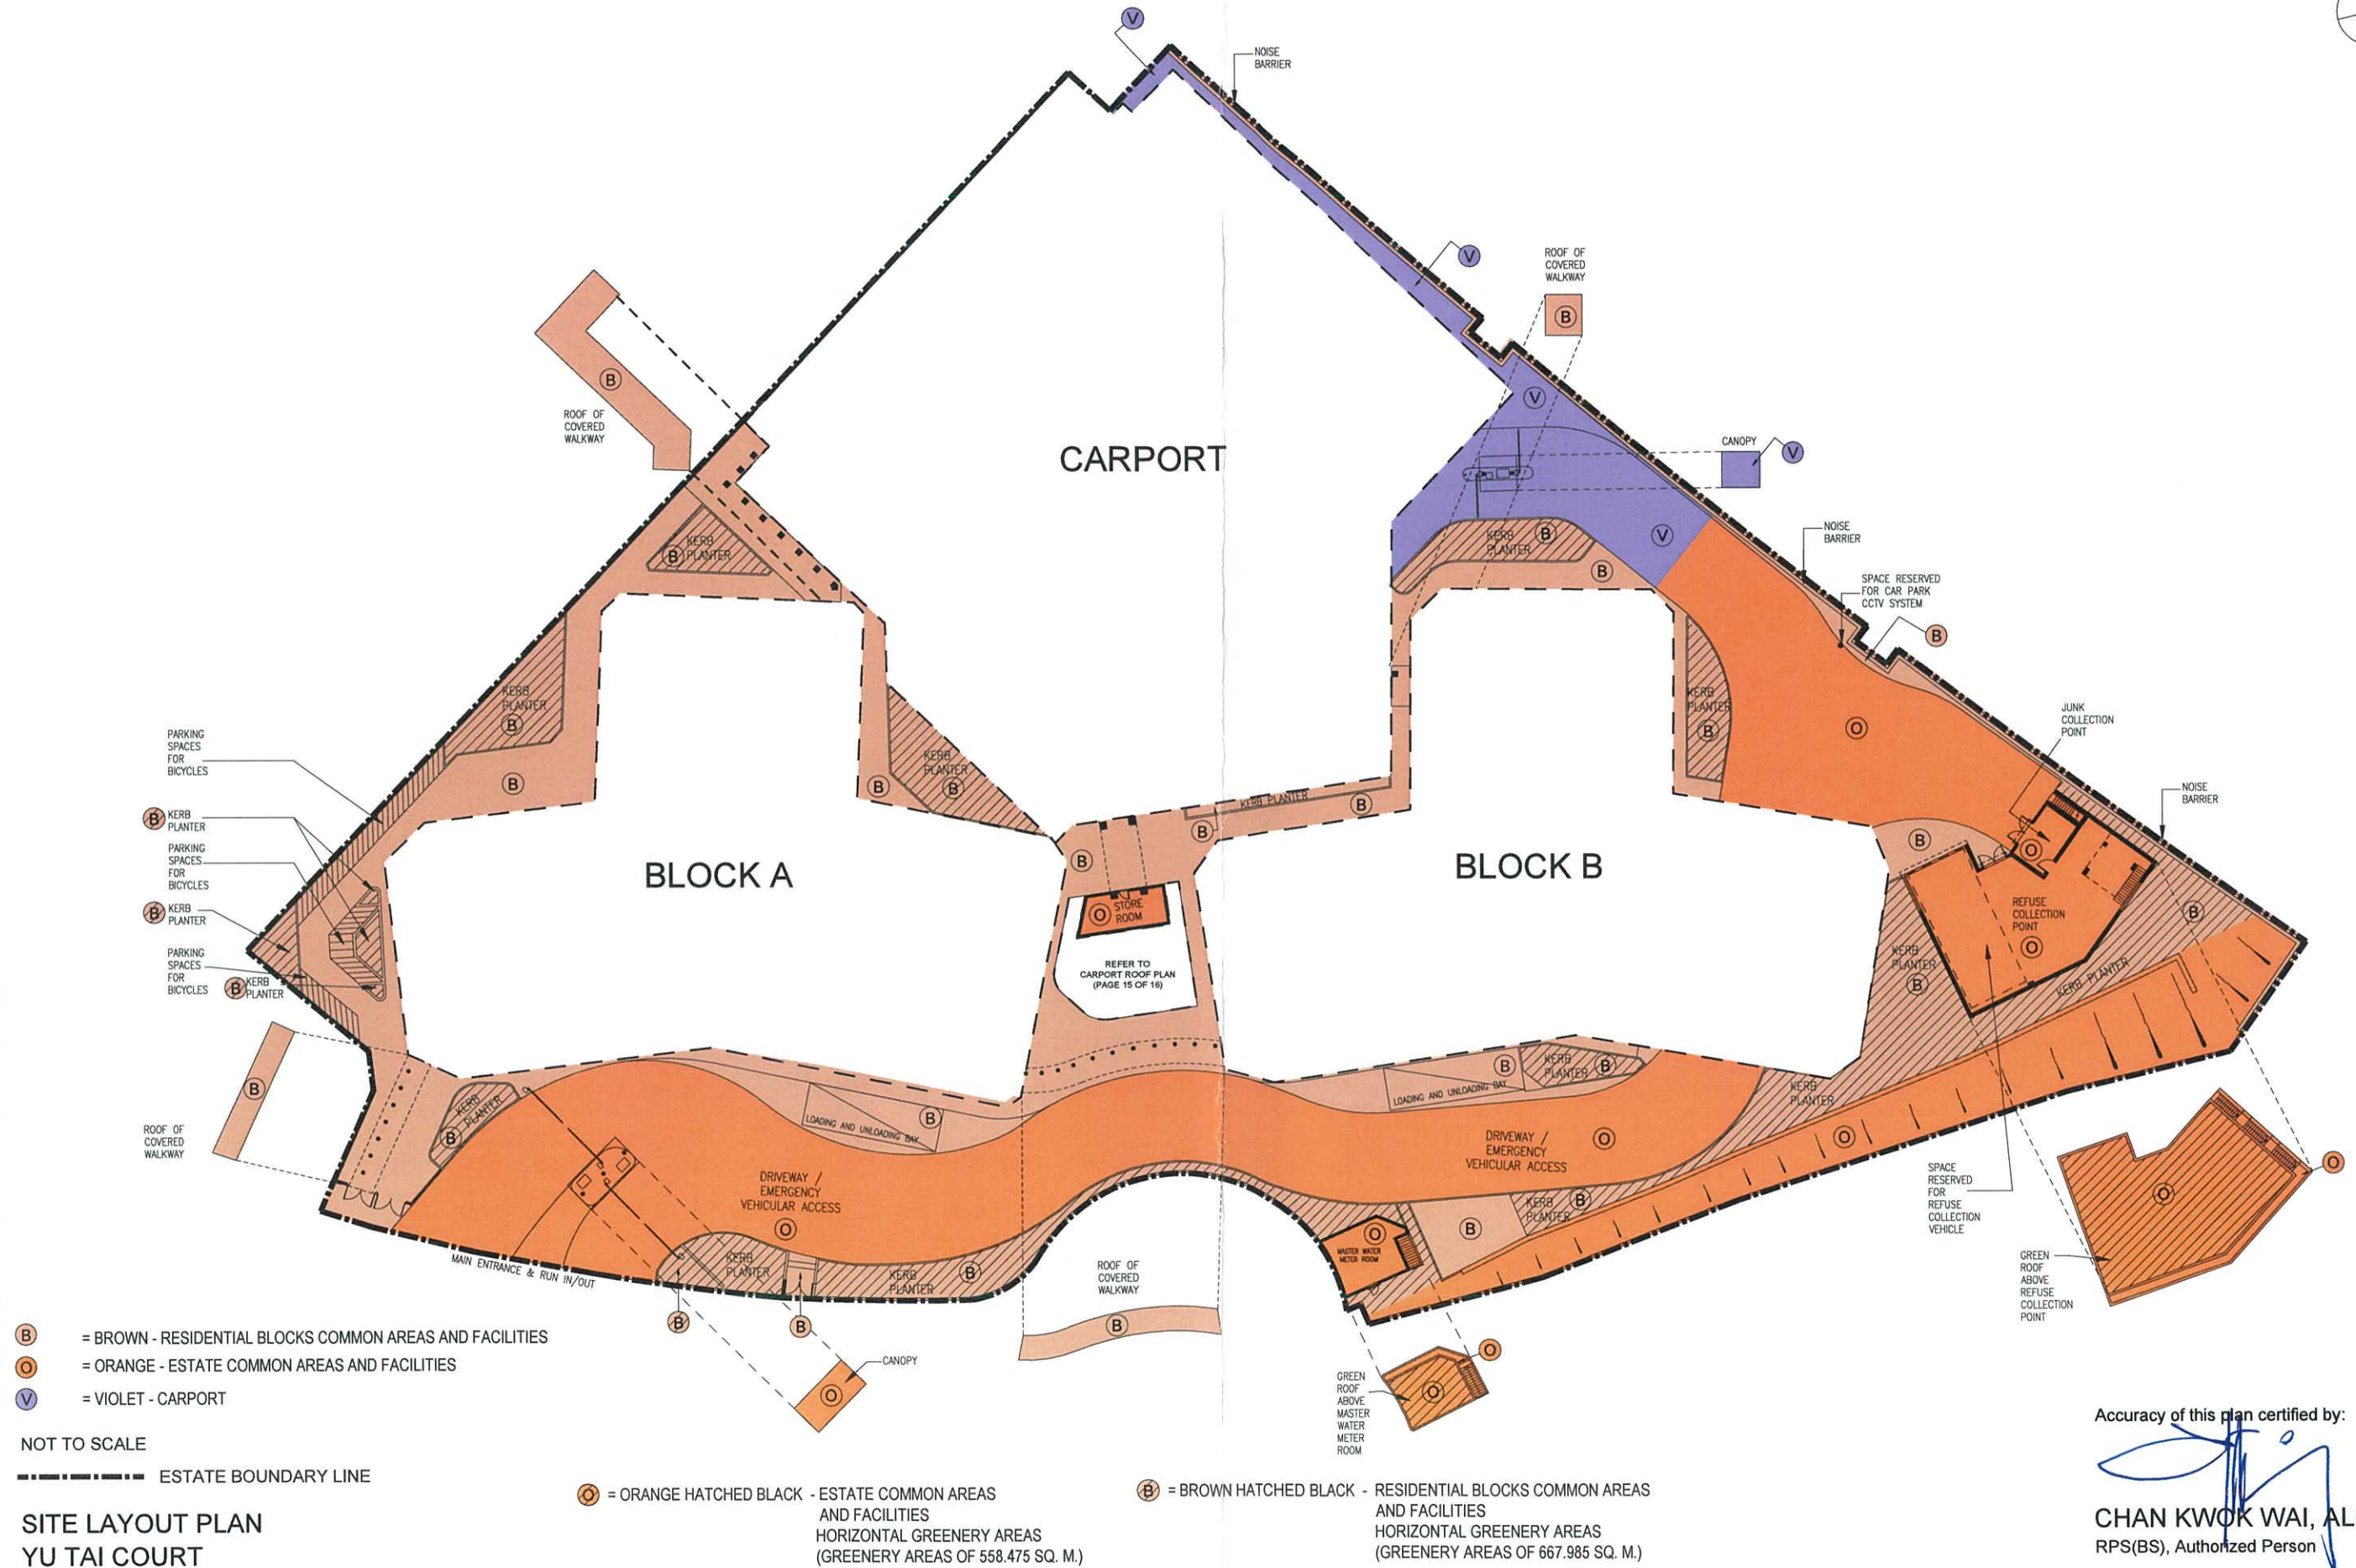 V
NOISE
BARRIER
V
ROOF OF
COVERED
WALKWAY
B
B
ROOF OF
COVERED
WALKWAY
CARPORT
V
CANOPY
V
KERB
PLANTER
B
KERB
PLANTER
B
V
B
NOISE
BARRIER
SPACE RESERVED
FOR CAR PARK
CCTV SYSTEM
B
KERB
PLANTER
B
KERB
PLANTER
B
O
JUNK
COLLECTION
POINT
PARKING
SPACES
FOR
BICYCLES
B
KERB
PLANTER
B
B
KERB PLANTER
B
NOISE
BARRIER
B
KERB
PLANTER
PARKING
SPACES
FOR
BICYCLES
B
KERB
PLANTER
PARKING
SPACES
FOR
BICYCLES
B
KERB
PLANTER
BLOCK A
B
B
O
STORE
ROOM
REFER TO
CARPORT ROOF PLAN
(PAGE 15 OF 16)
BLOCK B
B
O
REFUSE
COLLECTION
POINT
O
B
KERB
PLANTER
B
KERB PLANTER
B
ROOF OF
COVERED
WALKWAY
KERB
PLANTER
B
LOADING AND UNLOADING BAY
B
B
LOADING AND UNLOADING BAY
KERB
PLANTER
B
KERB
PLANTER
DRIVEWAY /
EMERGENCY
VEHICULAR ACCESS
O
DRIVEWAY /
EMERGENCY
VEHICULAR ACCESS
O
O
MAIN ENTRANCE & RUN IN/OUT
KERB
PLANTER
KERB
PLANTER
B
B
B
ROOF OF
COVERED
WALKWAY
B
O
MASTER WATER
METER ROOM
B
KERB
PLANTER
B
SPACE
RESERVED
FOR
REFUSE
COLLECTION
VEHICLE
O
O
GREEN
ROOF
ABOVE
REFUSE
COLLECTION
POINT
CANOPY
O
GREEN
ROOF
ABOVE
MASTER
WATER
METER
ROOM
O
O
B = BROWN - RESIDENTIAL BLOCKS COMMON AREAS AND FACILITIES
O = ORANGE - ESTATE COMMON AREAS AND FACILITIES
V = VIOLET - CARPORT
NOT TO SCALE
ESTATE BOUNDARY LINE
SITE LAYOUT PLAN
YU TAI COURT
O = ORANGE HATCHED BLACK - ESTATE COMMON AREAS
AND FACILITIES
HORIZONTAL GREENERY AREAS
(GREENERY AREAS OF 558.475 SQ. M.)
B = BROWN HATCHED BLACK - RESIDENTIAL BLOCKS COMMON AREAS
AND FACILITIES
HORIZONTAL GREENERY AREAS
(GREENERY AREAS OF 667.985 SQ. M.)
Accuracy of this plan certified by:
CHAN KWOK WAI, AL
RPS(BS), Authorized Person